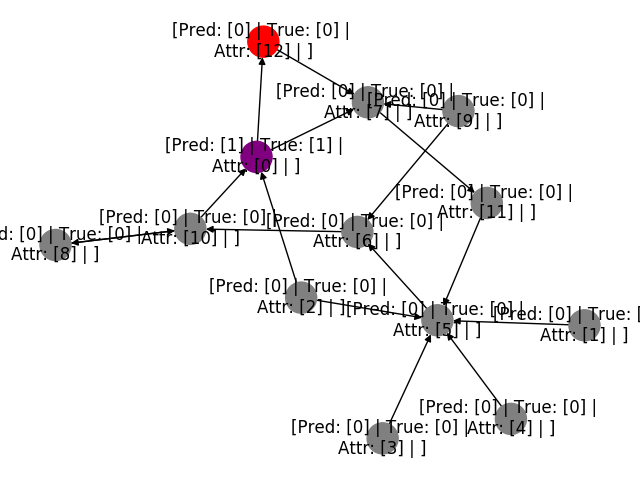 [Pred: [0] | True: [0] |
Attr: [12] | ]
[Pred: [0] | True: [0] |
Attr: [7] | ]
[Pred: [0] | True: [0] |
Attr: [9] | ]
[Pred: [1] | True: [1] |
Attr: [0] | ]
[Pred: [0] | True: [0] |
Attr: [11] | ]
[Pred: [0] | True: [0] |
Attr: [10] | ]
[Pred: [0] | True: [0] |
Attr: [6] | ]
d: [0] | True: [0] |
Attr: [8] | ]
[Pred: [0] | True: [0] |
Attr: [2] | ]
[Pred: [0] | True: [0] |
Attr: [5] | ]
[Pred: [0] | True: [
Attr: [1] | ]
[Pred: [0] | True: [0] |
Attr: [4] | ]
[Pred: [0] | True: [0] |
Attr: [3] | ]